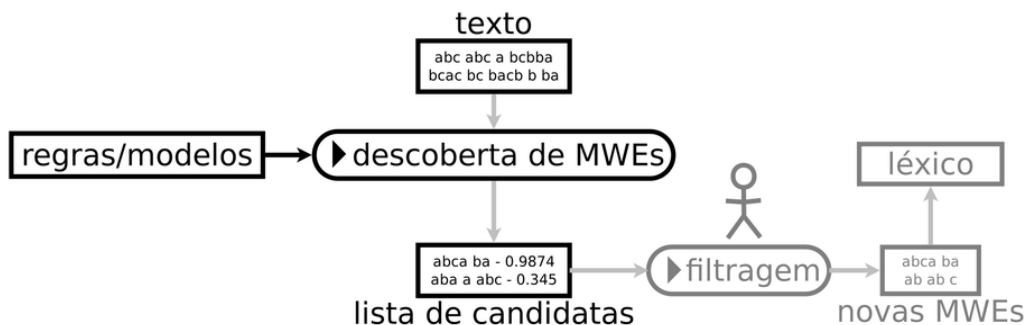 texto
abc abc a bcbba
bcac bc bacb b ba
regras/modelos
descoberta de MWEs
léxico
abca ba - 0.9874
aba a abc - 0.345
lista de candidatas
filtragem
abca ba
ab ab c
novas MWEs